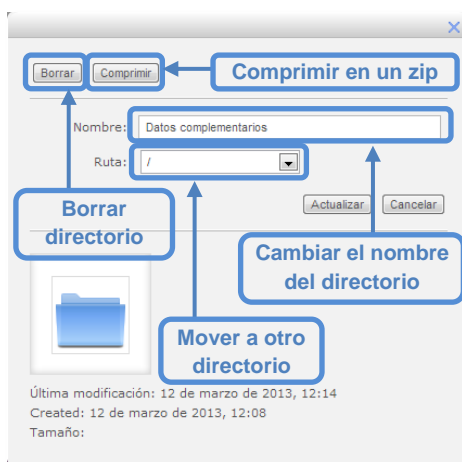 Borrar
Comprimir
Comprimir en un zip
Nombre:
Datos complementarios
Ruta:
/
Borrar
directorio
Actualizar
Cancelar
Cambiar el nombre
del directorio
Mover a otro
directorio
Última modificación: 12 de marzo de 2013, 12:14
Created: 12 de marzo de 2013, 12:08
Tamaño: